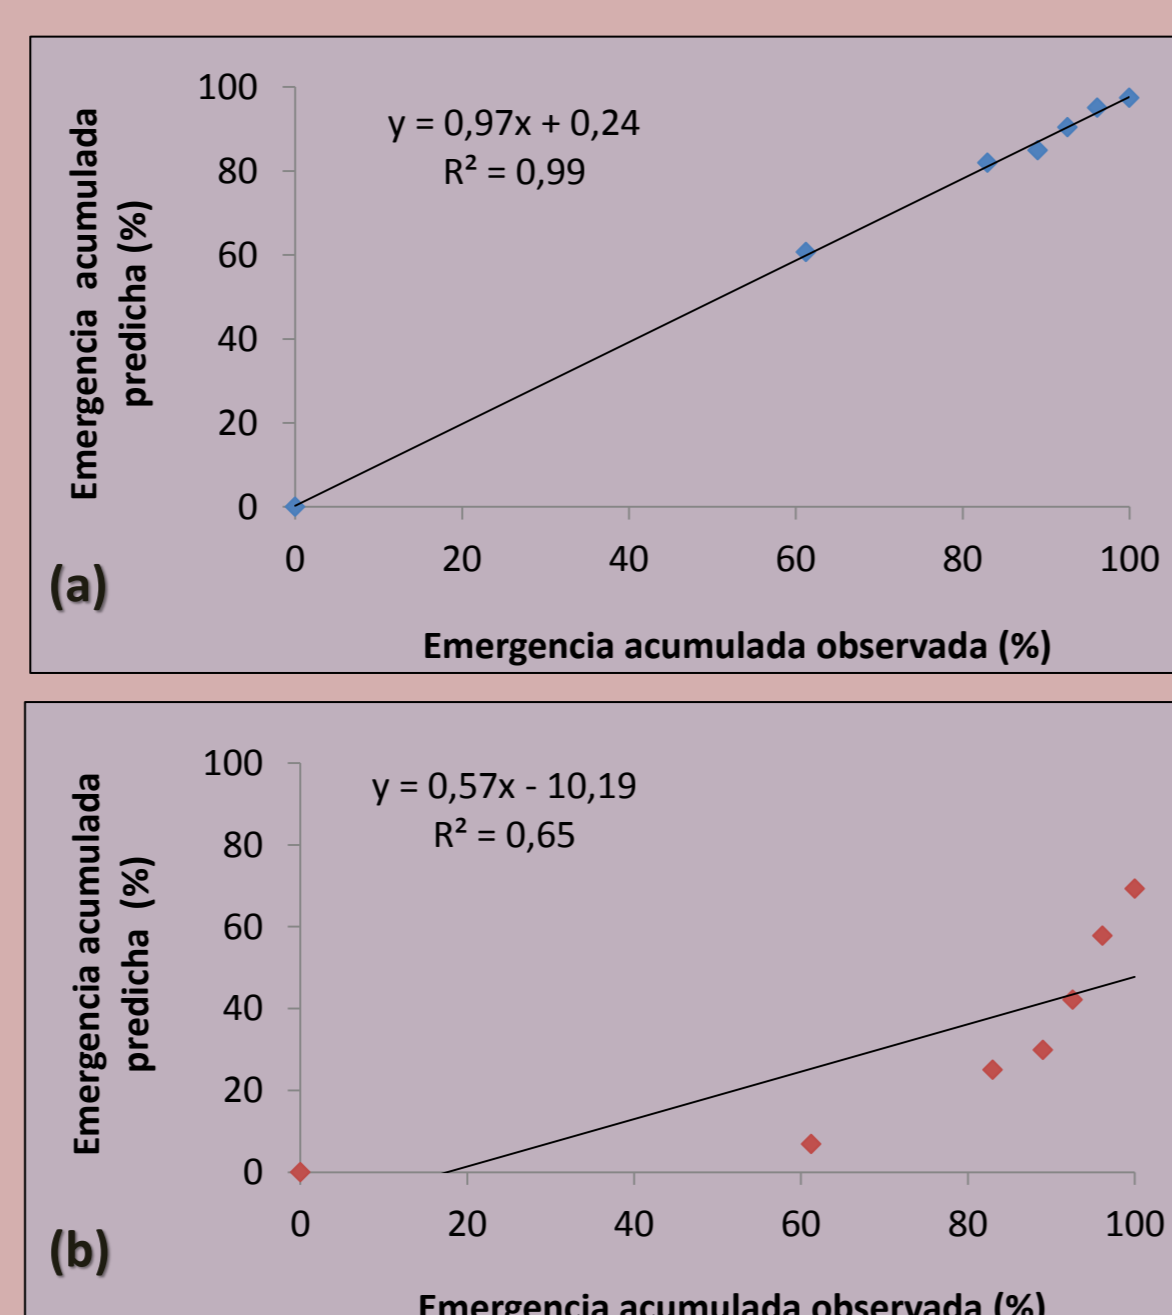 100
80
60
40
20
0
Emergencia acumulada
predicha (%)
y = 0,97x + 0,24
R² = 0,99
0 20 40 60 80 100
(a)
Emergencia acumulada observada (%)
100
80
60
40
20
0
Emergencia acumulada
predicha (%)
y = 0,57x - 10,19
R² = 0,65
0 20 40 60 80 100
(b)
Emergencia acumulada observada (%)